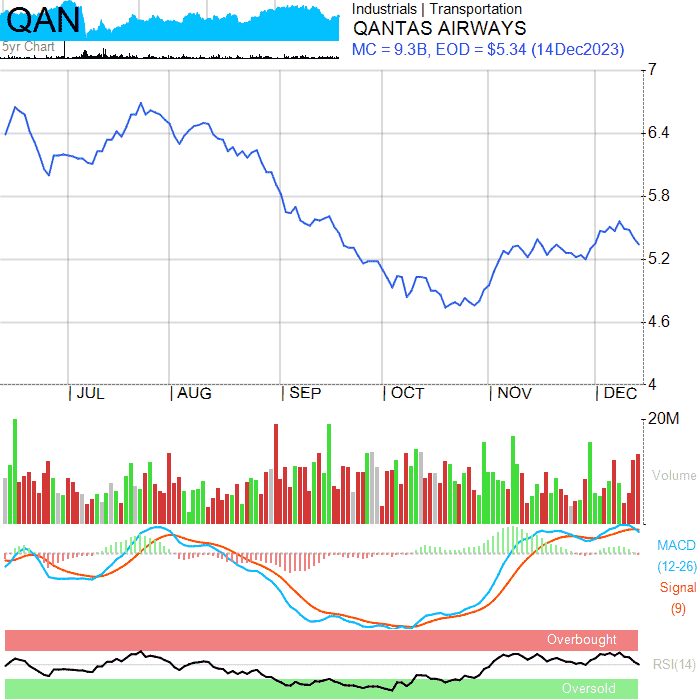 QAN
5yr Chart
Industrials | Transportation
QANTAS AIRWAYS
MC = 9.3B, EOD = $5.34 (14Dec2023)
7
6.4
5.8
5.2
4.6
4
| JUL | AUG | SEP | OCT | NOV | DEC
20M
Volume
MACD
(12-26)
Signal
(9)
Overbought
RSI(14)
Oversold